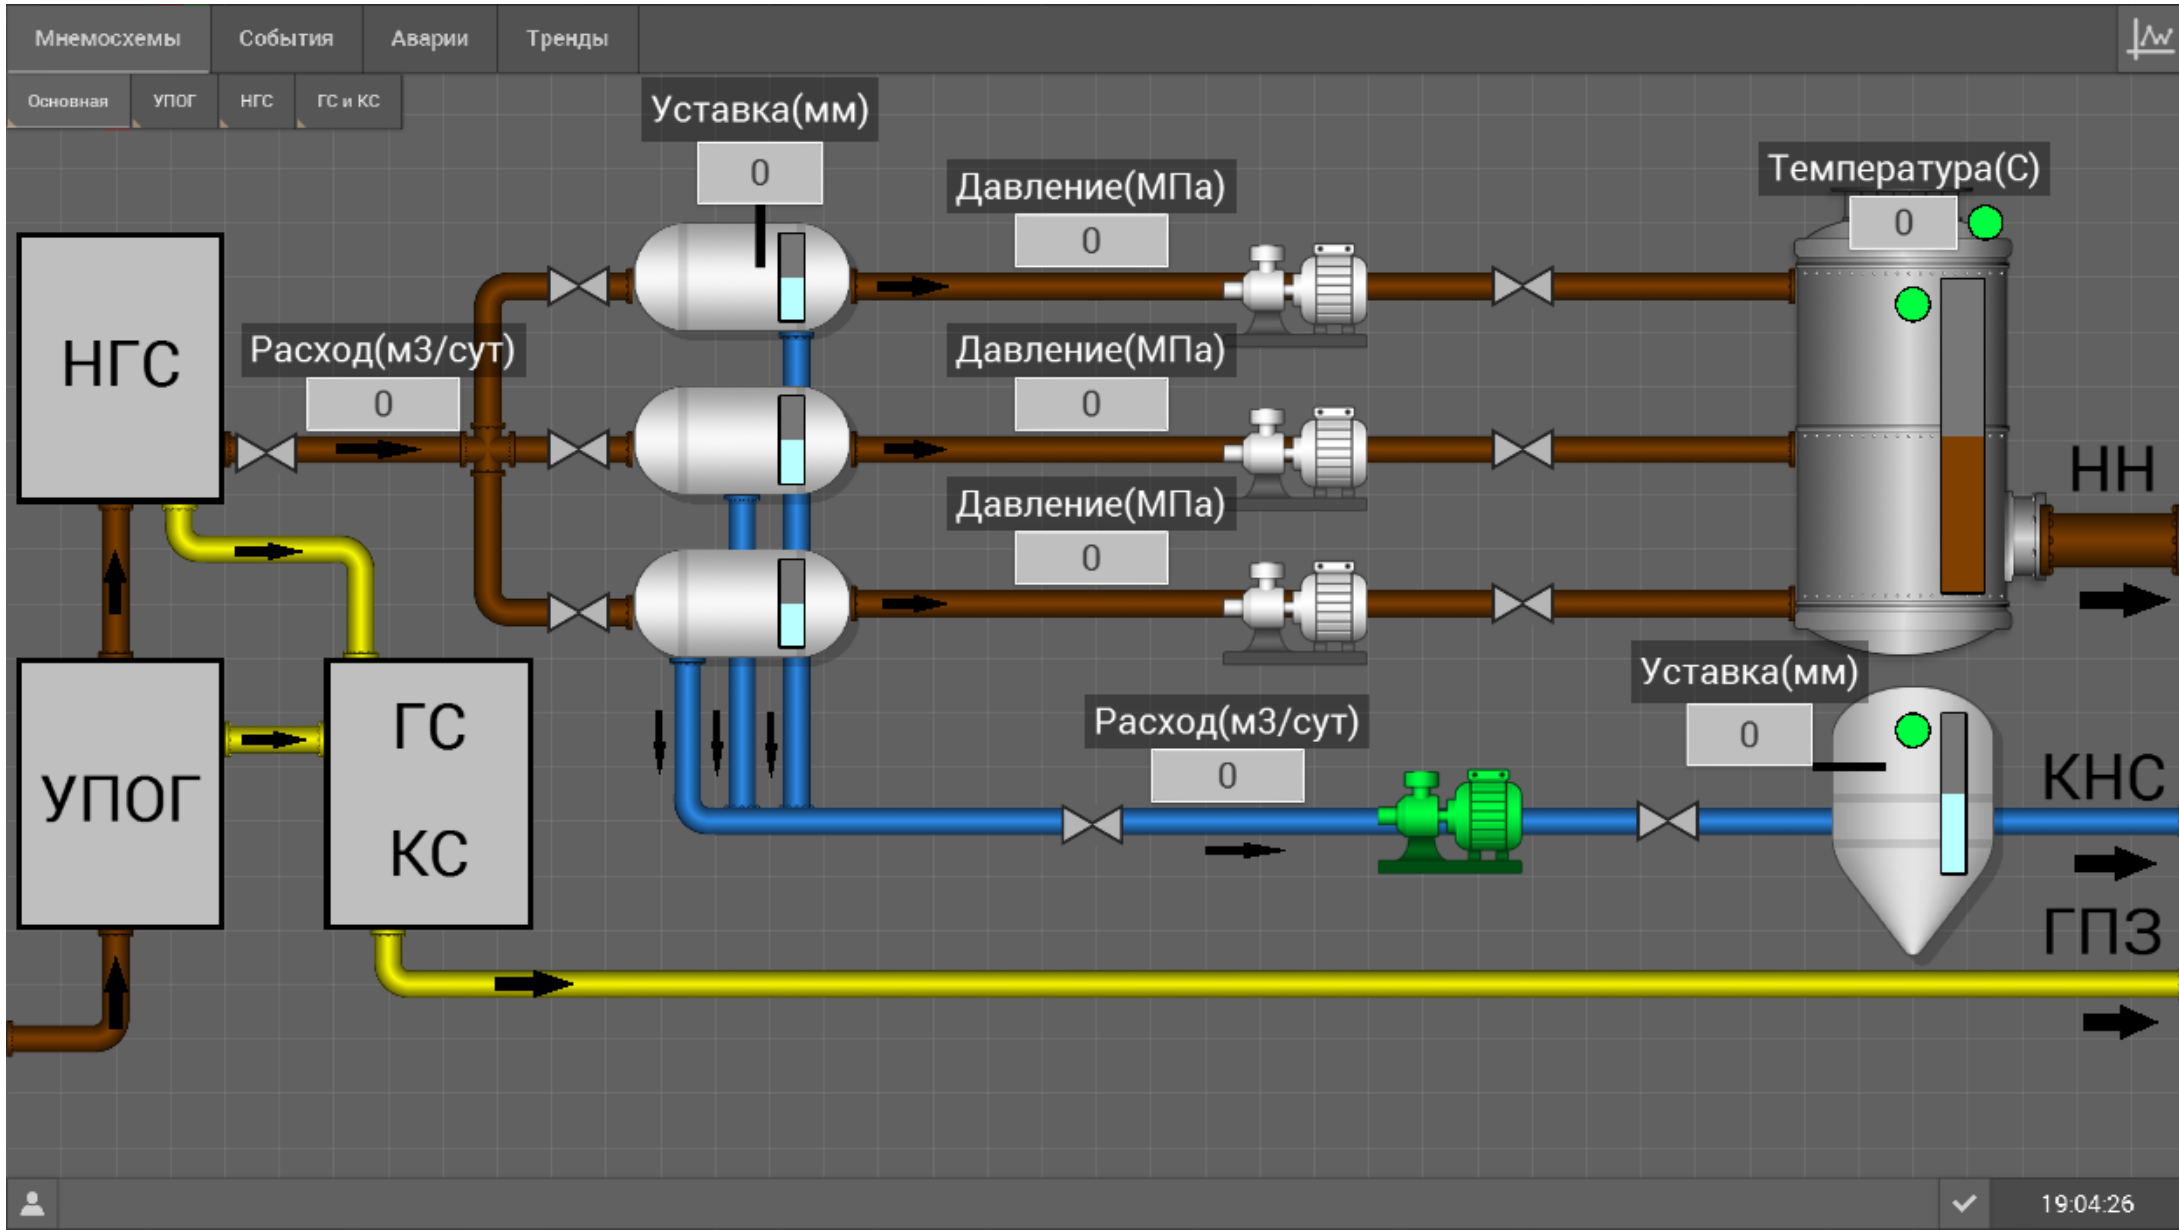 Мнемосхемы События Аварии Тренды
Основная УПОГ НГС ГС и КС
Уставка(мм)
0
Давление(МПа)
0
Температура(С)
0
НГС
Расход(м3/сут)
0
Давление(МПа)
0
Давление(МПа)
0
НН
УПОГ
ГС
КС
Расход(м3/сут)
0
Уставка(мм)
0
КНС
ГПЗ
19:04:26